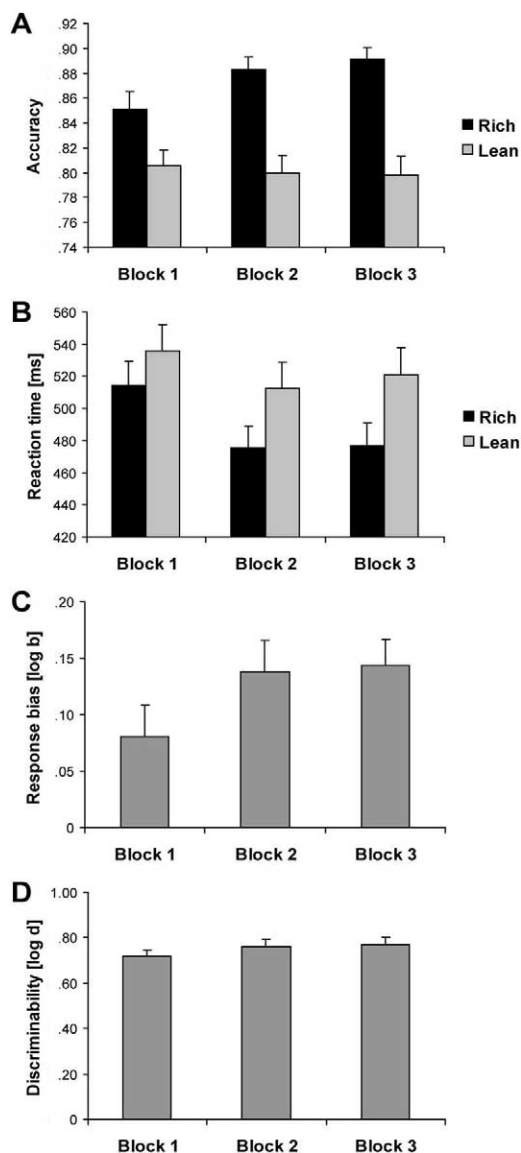 A
Accuracy
.92
.90
.88
.86
.84
.82
.80
.78
.76
.74
Block 1 Block 2 Block 3
Rich
Lean
B
Reaction time [ms]
560
540
520
500
480
460
440
420
Block 1 Block 2 Block 3
Rich
Lean
C
Response bias [log b]
.20
.15
.10
.05
0
Block 1 Block 2 Block 3
D
Discriminability [log d]
1.00
.80
.60
.40
.20
0
Block 1 Block 2 Block 3